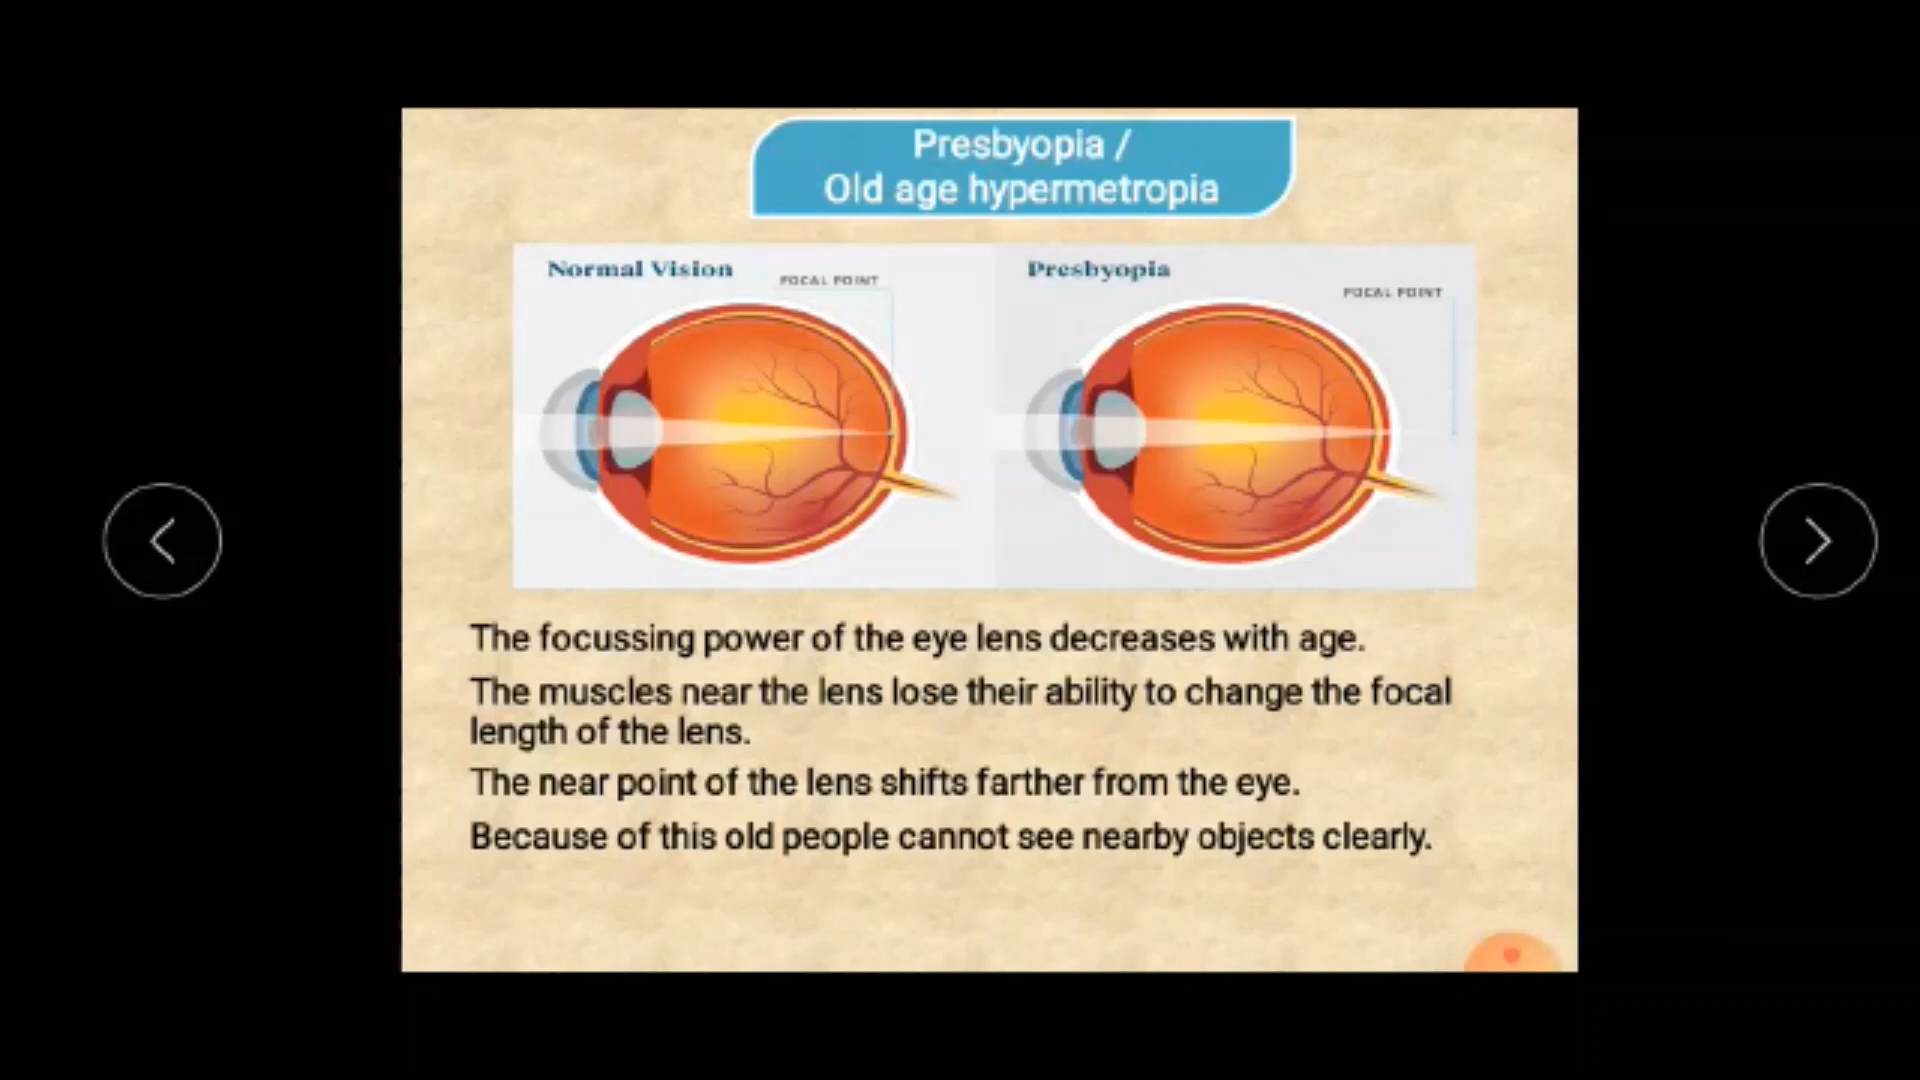 Presbyopia /
Old age hypermetropia
Normal Vision
FOCAL POINT
Presbyopia
FOCAL POINT
The focussing power of the eye lens decreases with age.
The muscles near the lens lose their ability to change the focal
length of the lens.
The near point of the lens shifts farther from the eye.
Because of this old people cannot see nearby objects clearly.